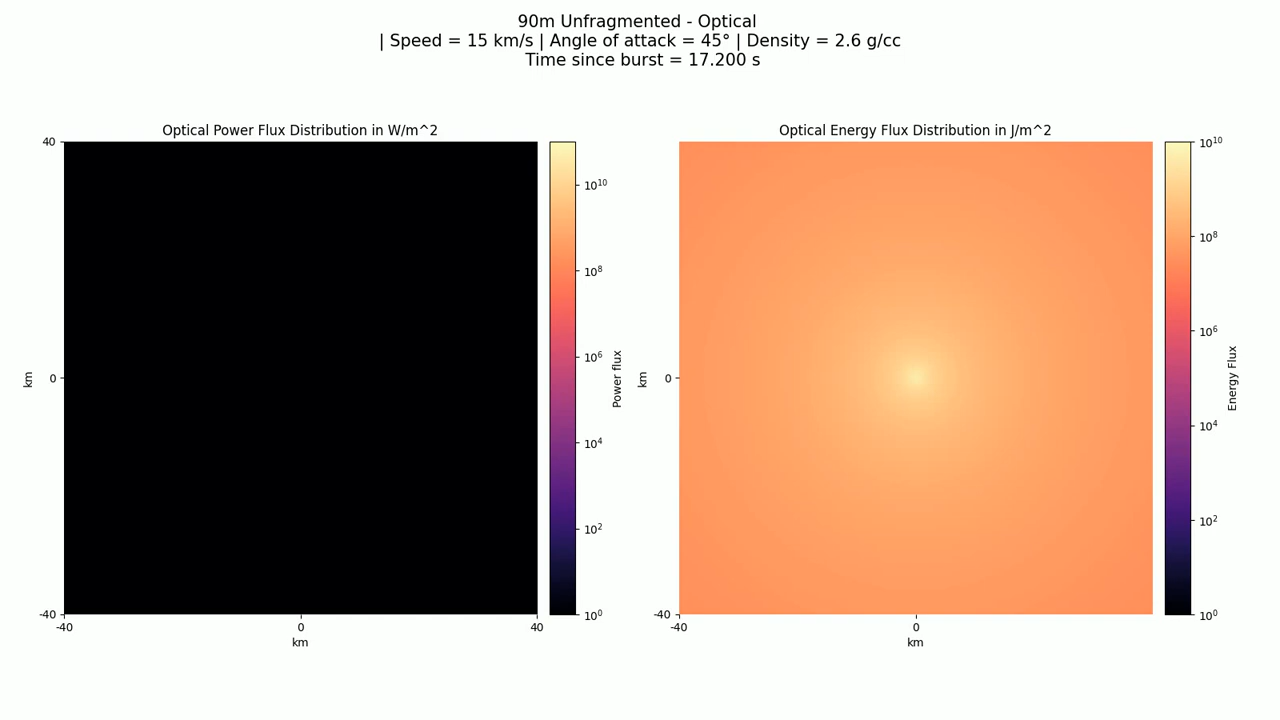 90m Unfragmented - Optical
| Speed = 15 km/s | Angle of attack = 45° | Density = 2.6 g/cc
Time since burst = 17.200 s
Optical Power Flux Distribution in W/m^2
40
0
-40
km
-40
0
40
km
10^10
10^8
10^6
10^4
10^2
10^0
Power flux
Optical Energy Flux Distribution in J/m^2
0
-40
km
-40
0
km
10^10
10^8
10^6
10^4
10^2
10^0
Energy Flux